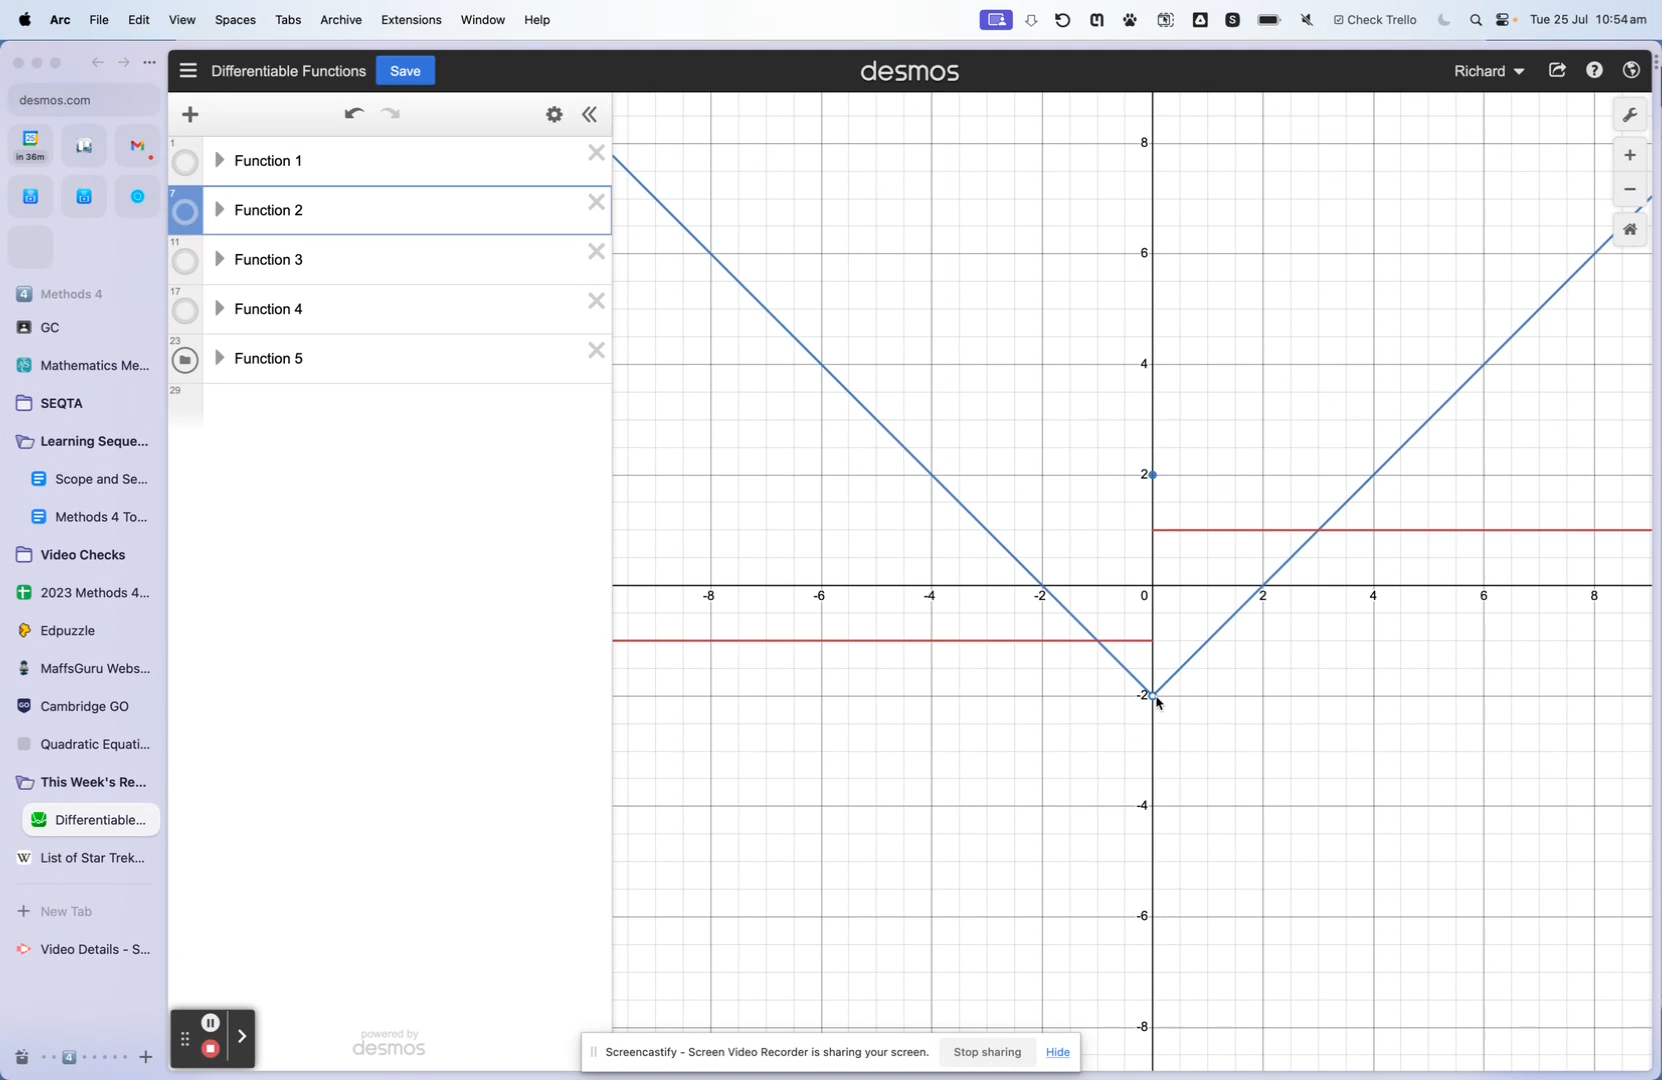 Arc File Edit View Spaces Tabs Archive Extensions Window Help
Check Trello
Tue 25 Jul 10:54 am
desmos.com
Differentiable Functions
Save
desmos
Richard
25
in 36m
1
Function 1
7
Function 2
11
Function 3
17
Function 4
23
Function 5
29
4 Methods 4
GC
Mathematics Me...
SEQTA
Learning Seque...
Scope and Se...
Methods 4 To...
Video Checks
2023 Methods 4...
Edpuzzle
MaffsGuru Webs...
Cambridge GO
Quadratic Equati...
This Week's Re...
Differentiable...
W List of Star Trek...
New Tab
Video Details - S...
4
8
6
4
2
-8 -6 -4 -2 0 2 4 6 8
-2
-4
-6
-8
powered by
desmos
Screencastify - Screen Video Recorder is sharing your screen. Stop sharing Hide